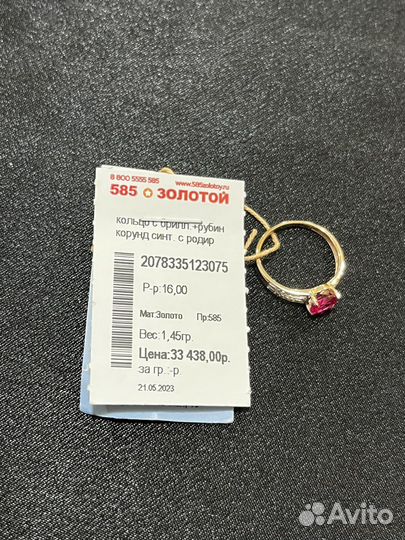 8 800 5555 585 www.585zolotoy.ru
585 ЗОЛОТОЙ
кольцо с брилл.+рубин
корунд синт. с родир
2078335123075
Р-р:16,00
Мат:Золото Пр:585
Вес:1,45гр.
Цена:33 438,00р.
за гр.:-р.
21.05.2023
Avito